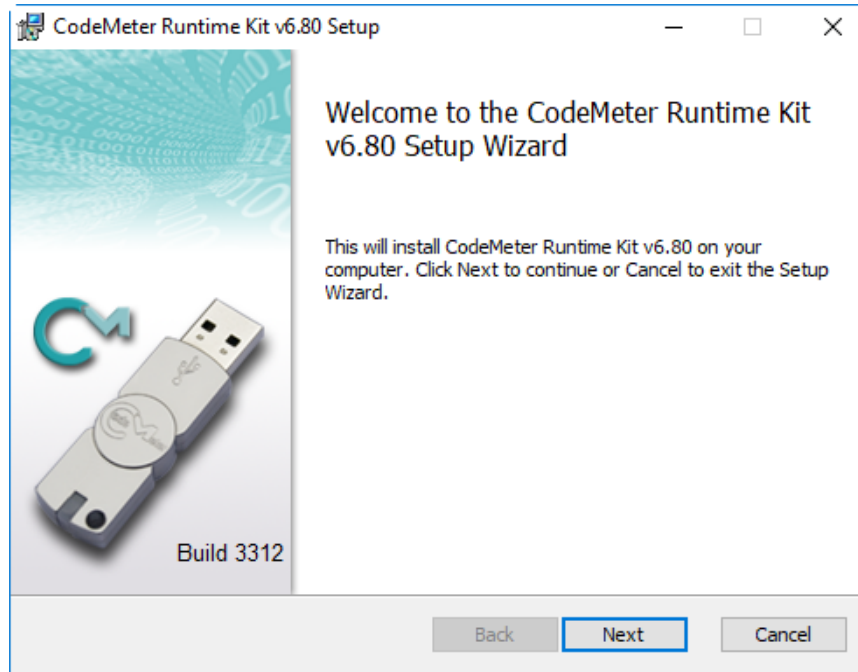 CodeMeter Runtime Kit v6.80 Setup
Welcome to the CodeMeter Runtime Kit
v6.80 Setup Wizard
This will install CodeMeter Runtime Kit v6.80 on your
computer. Click Next to continue or Cancel to exit the Setup
Wizard.
CM
Build 3312
Back
Next
Cancel